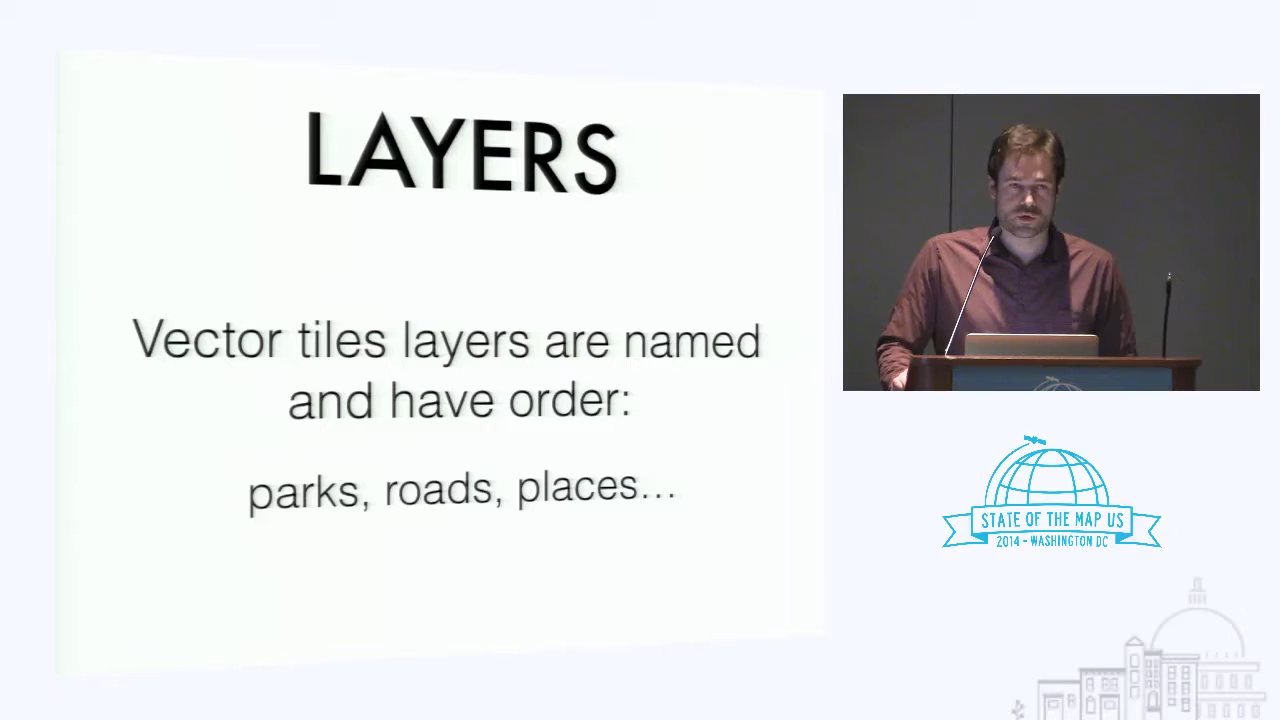 LAYERS
Vector tiles layers are named
and have order:
parks, roads, places...
STATE OF THE MAP US
2014 - WASHINGTON DC